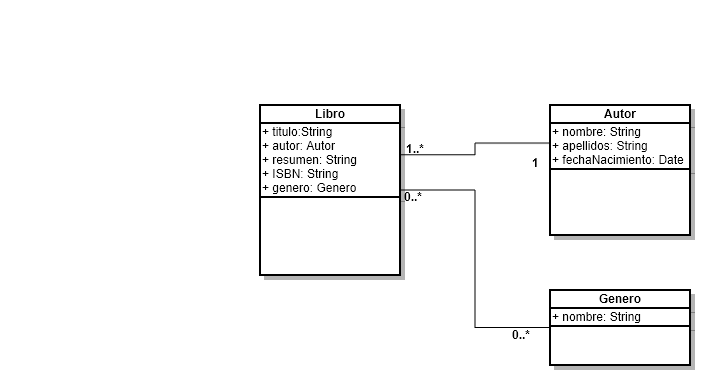 Libro
+ titulo:String
+ autor: Autor
+ resumen: String
+ ISBN: String
+ genero: Genero
1..*
0..*
Autor
+ nombre: String
+ apellidos: String
+ fechaNacimiento: Date
1
Genero
+ nombre: String
0..*